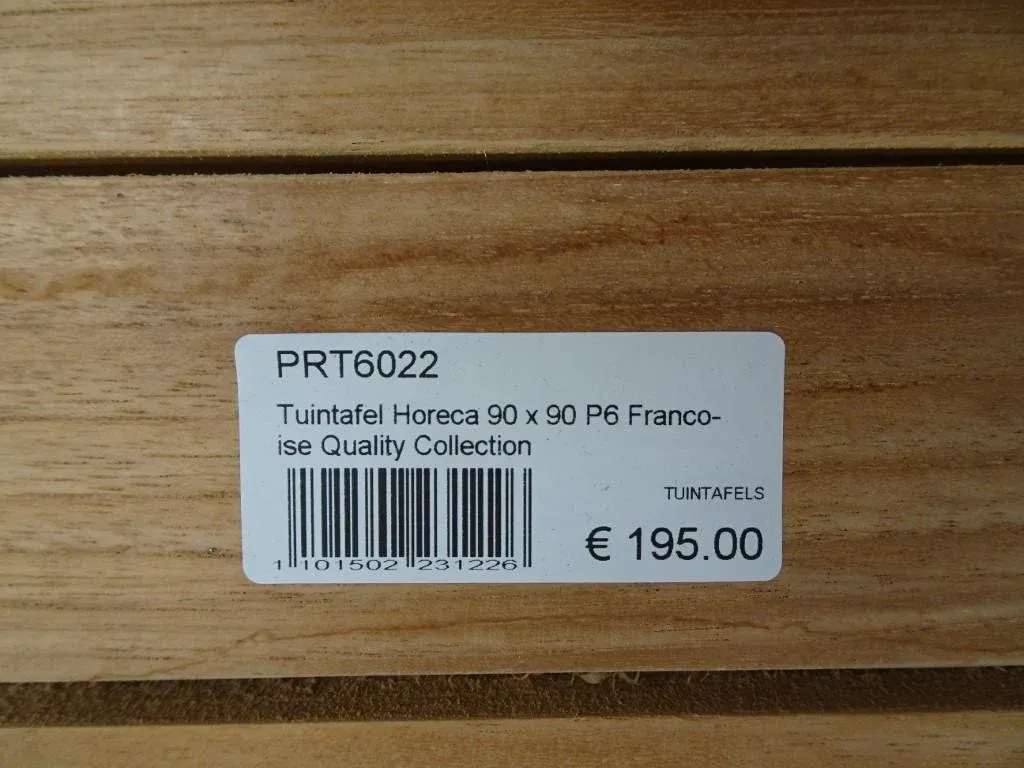 PRT6022
Tuintafel Horeca 90 x 90 P6 Franco-
ise Quality Collection
TUINTAFELS
€ 195.00
1 101502 231226